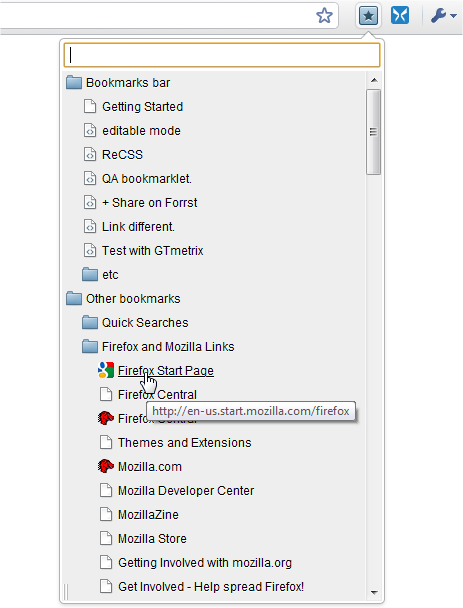 Bookmarks bar
Getting Started
editable mode
ReCSS
QA bookmarklet.
+ Share on Forrst
Link different.
Test with GTmetrix
etc
Other bookmarks
Quick Searches
Firefox and Mozilla Links
Firefox Start Page
Firefox Central
http://en-us.start.mozilla.com/firefox
Firefox Central
Themes and Extensions
Mozilla.com
Mozilla Developer Center
MozillaZine
Mozilla Store
Getting Involved with mozilla.org
Get Involved - Help spread Firefox!